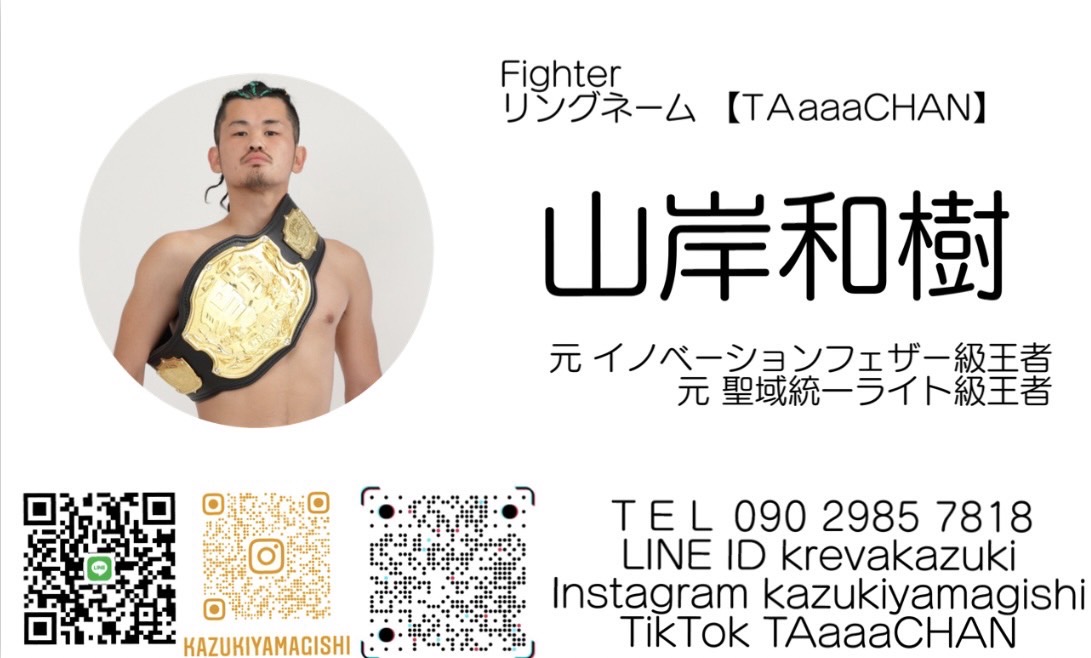 Fighter
リングネーム 【TAaaaCHAN】
山岸和樹
元 イノベーションフェザー級王者
元 聖域統一ライト級王者
LINE
KAZUKIYAMAGISHI
TEL 090 2985 7818
LINE ID krevakazuki
Instagram kazukiyamagishi
TikTok TAaaaCHAN